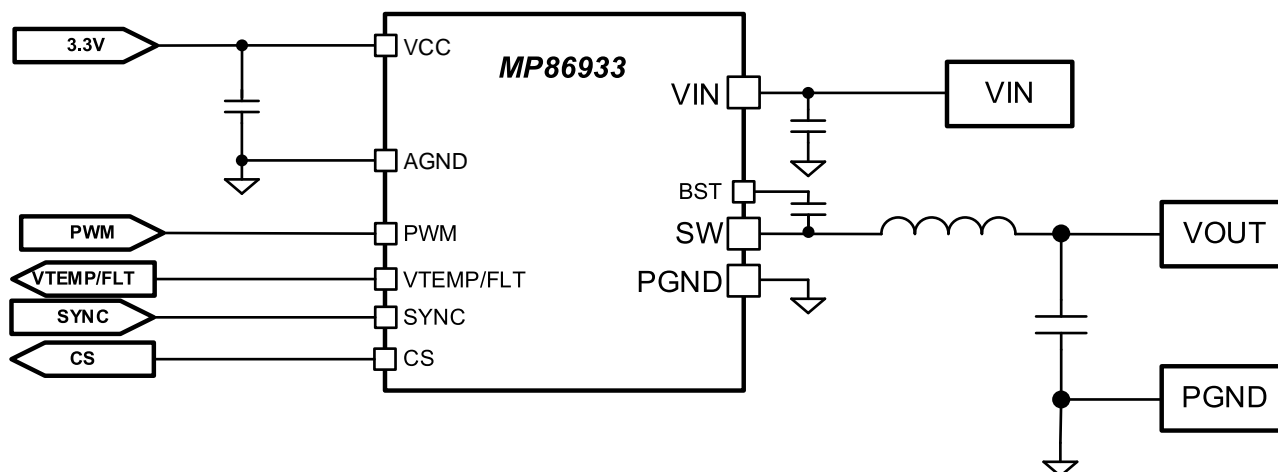 3.3V
VCC
MP86933
VIN
VIN
AGND
BST
PWM
PWM
SW
VOUT
VTEMP/FLT
VTEMP/FLT
PGND
SYNC
SYNC
CS
CS
PGND